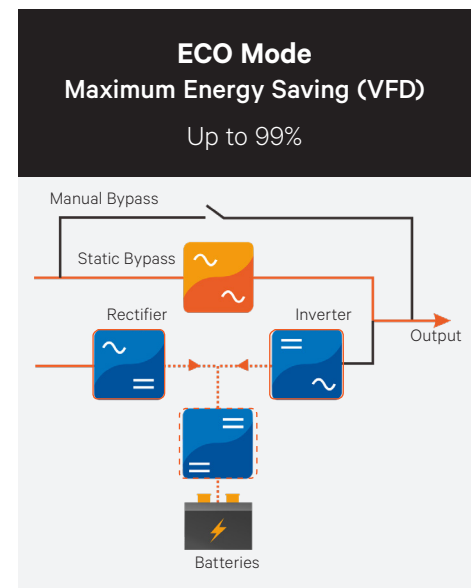 ECO Mode
Maximum Energy Saving (VFD)
Up to 99%
Manual Bypass
Static Bypass
Rectifier
Inverter
Output
Batteries